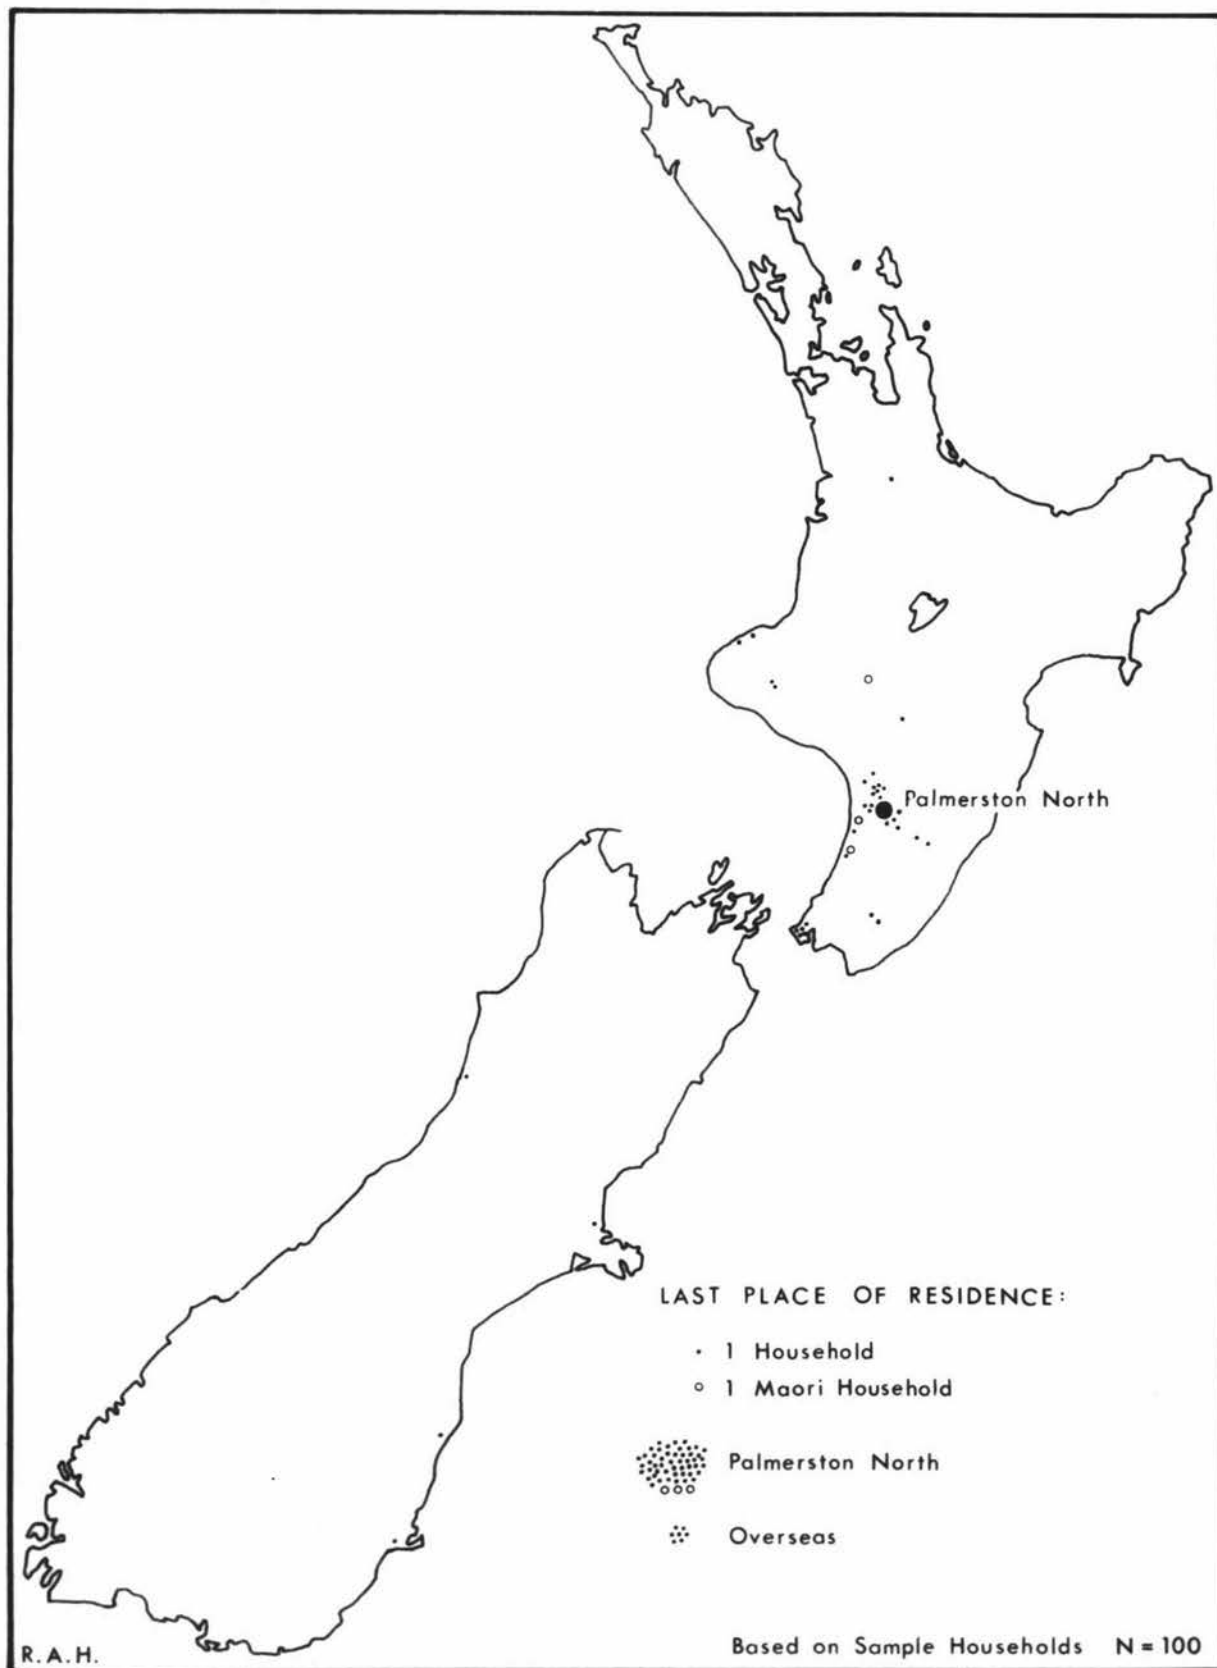 Palmerston North
LAST PLACE OF RESIDENCE:
1 Household
1 Maori Household
Palmerston North
Overseas
R.A.H.
Based on Sample Households N = 100